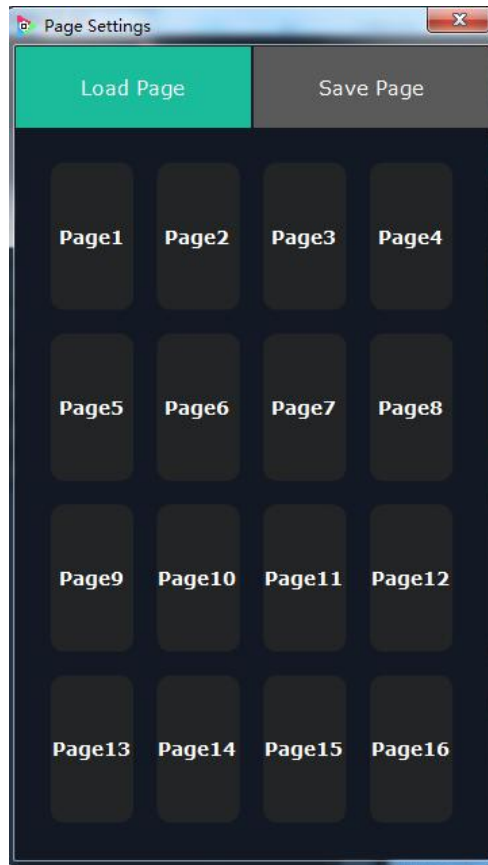 Page Settings
Load Page Save Page
Page1 Page2 Page3 Page4
Page5 Page6 Page7 Page8
Page9 Page10 Page11 Page12
Page13 Page14 Page15 Page16